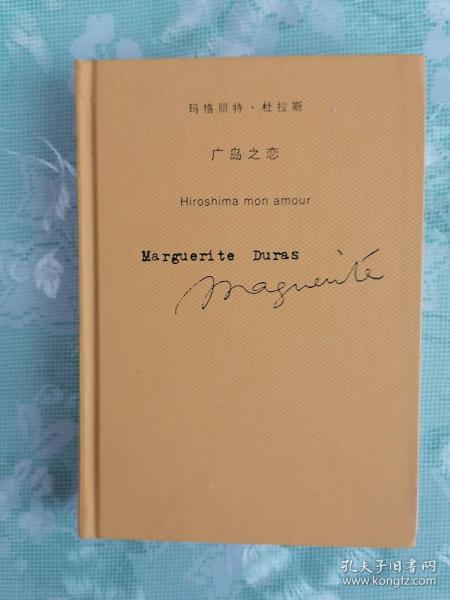 玛格丽特·杜拉斯
广岛之恋
Hiroshima mon amour
Marguerite Duras
Maguerite
孔夫子旧书网
www.kongfz.com